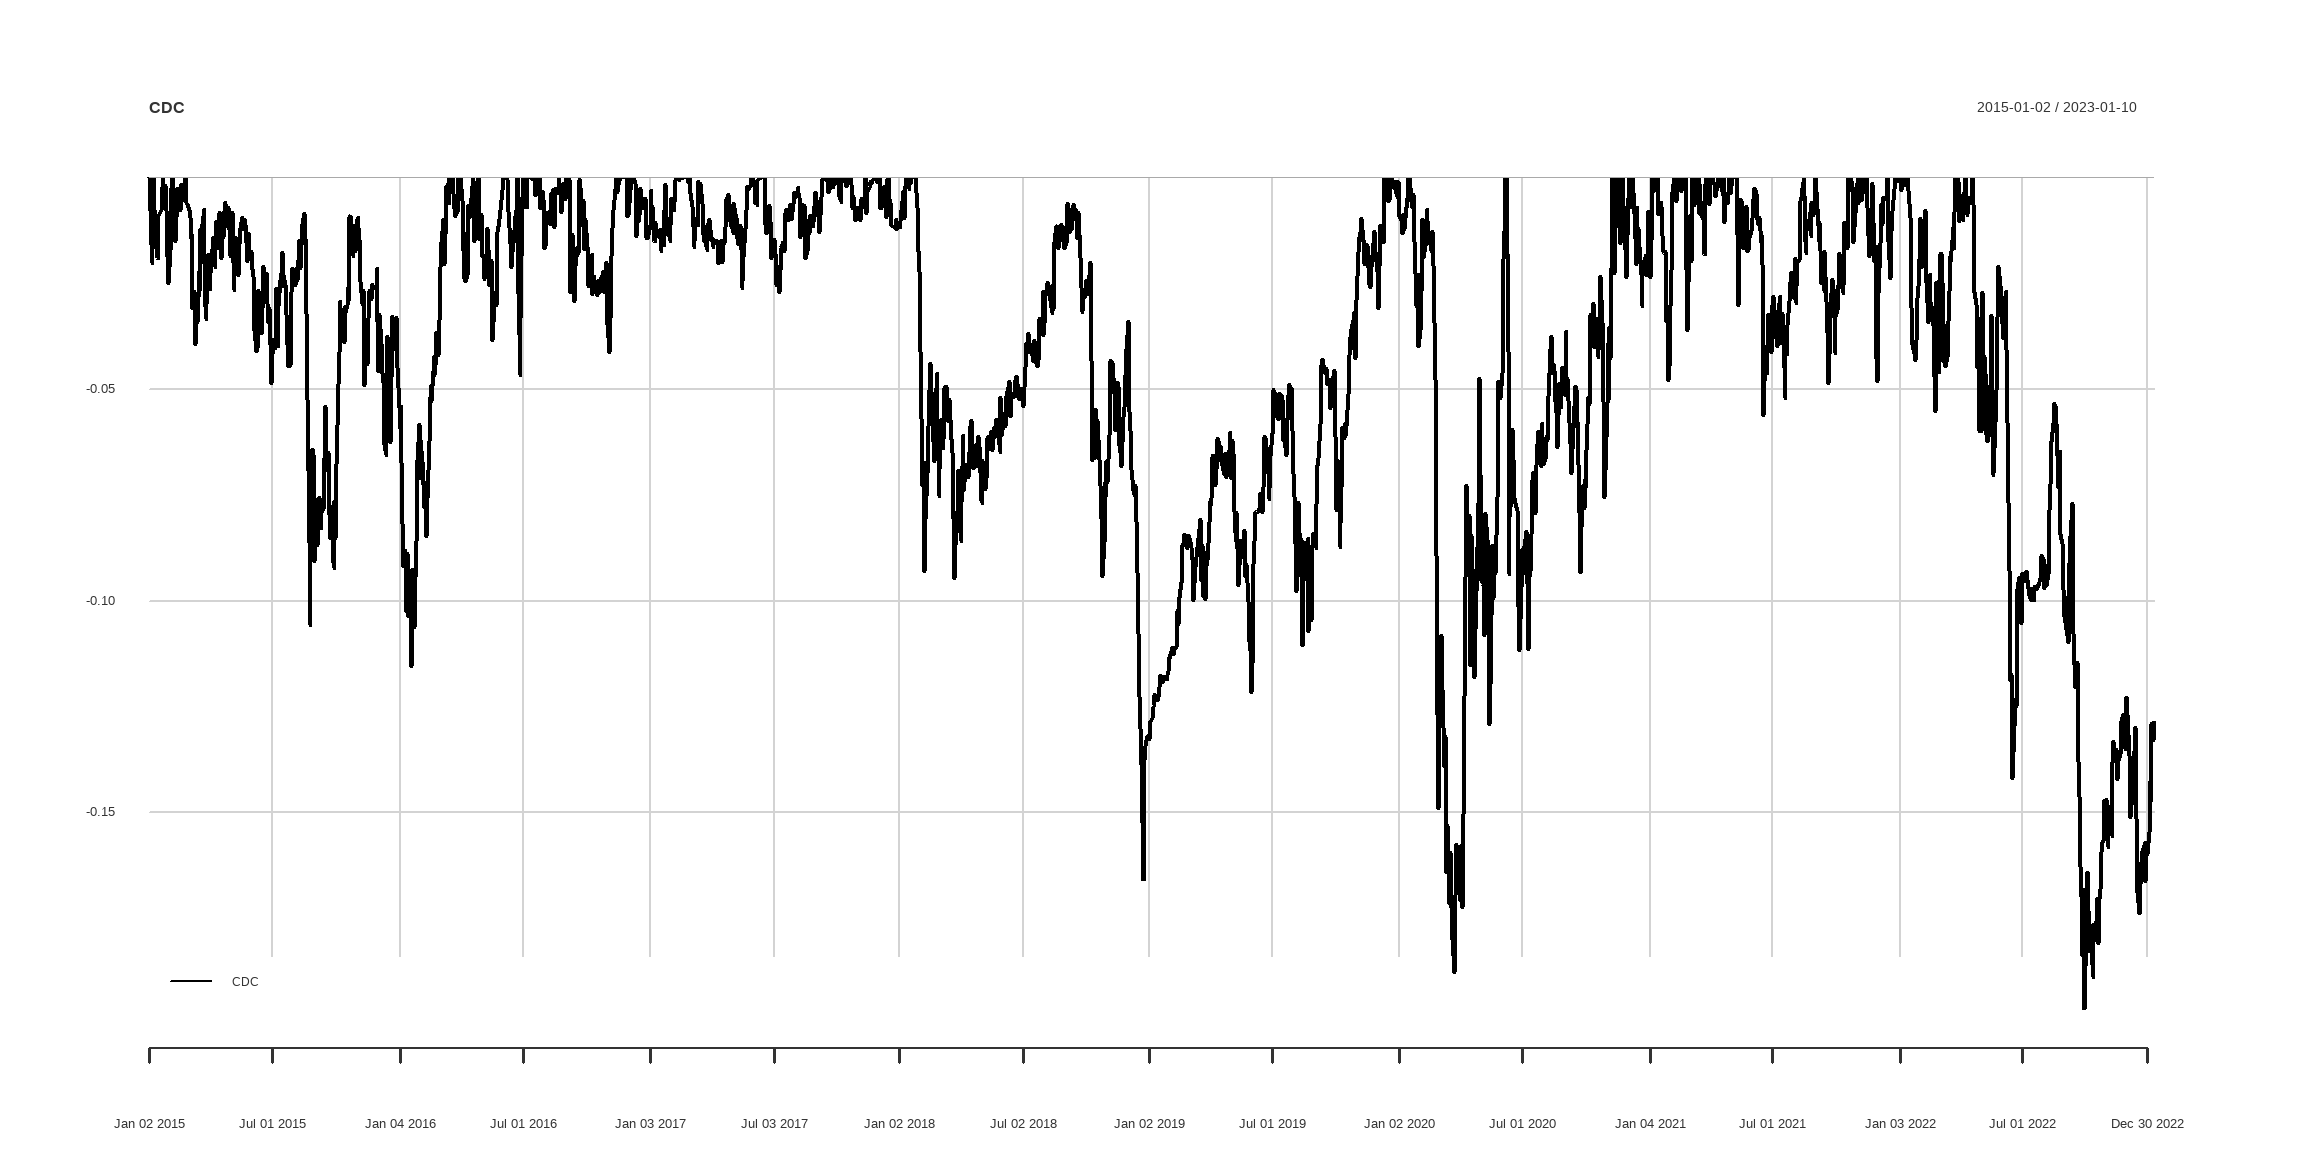 CDC
2015-01-02 / 2023-01-10
-0.05
-0.10
-0.15
CDC
Jan 02 2015
Jul 01 2015
Jan 04 2016
Jul 01 2016
Jan 03 2017
Jul 03 2017
Jan 02 2018
Jul 02 2018
Jan 02 2019
Jul 01 2019
Jan 02 2020
Jul 01 2020
Jan 04 2021
Jul 01 2021
Jan 03 2022
Jul 01 2022
Dec 30 2022